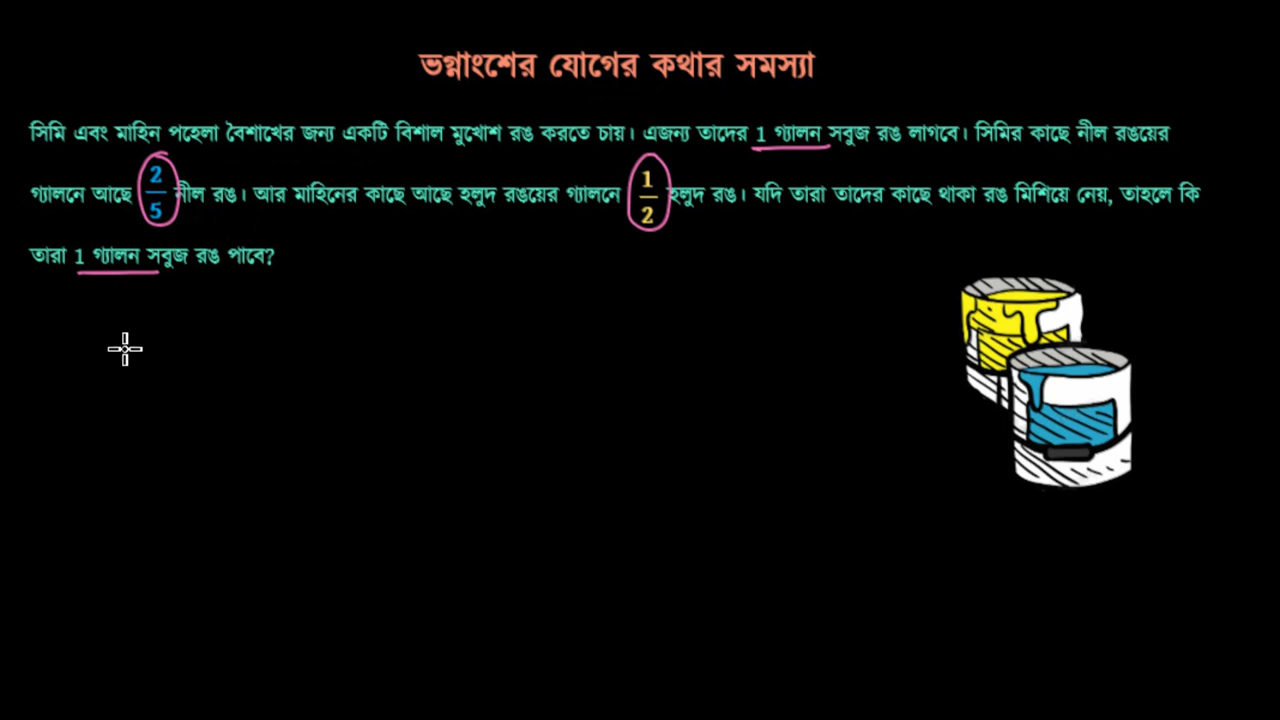 ভগ্নাংশের যোগের কথার সমস্যা
সিমি এবং মাহিন পহেলা বৈশাখের জন্য একটি বিশাল মুখোশ রঙ করতে চায়। এজন্য তাদের 1 গ্যালন সবুজ রঙ লাগবে। সিমির কাছে নীল রঙয়ের
গ্যালনে আছে 2/5 নীল রঙ। আর মাহিনের কাছে আছে হলুদ রঙয়ের গ্যালনে 1/2 হলুদ রঙ। যদি তারা তাদের কাছে থাকা রঙ মিশিয়ে নেয়, তাহলে কি
তারা 1 গ্যালন সবুজ রঙ পাবে?